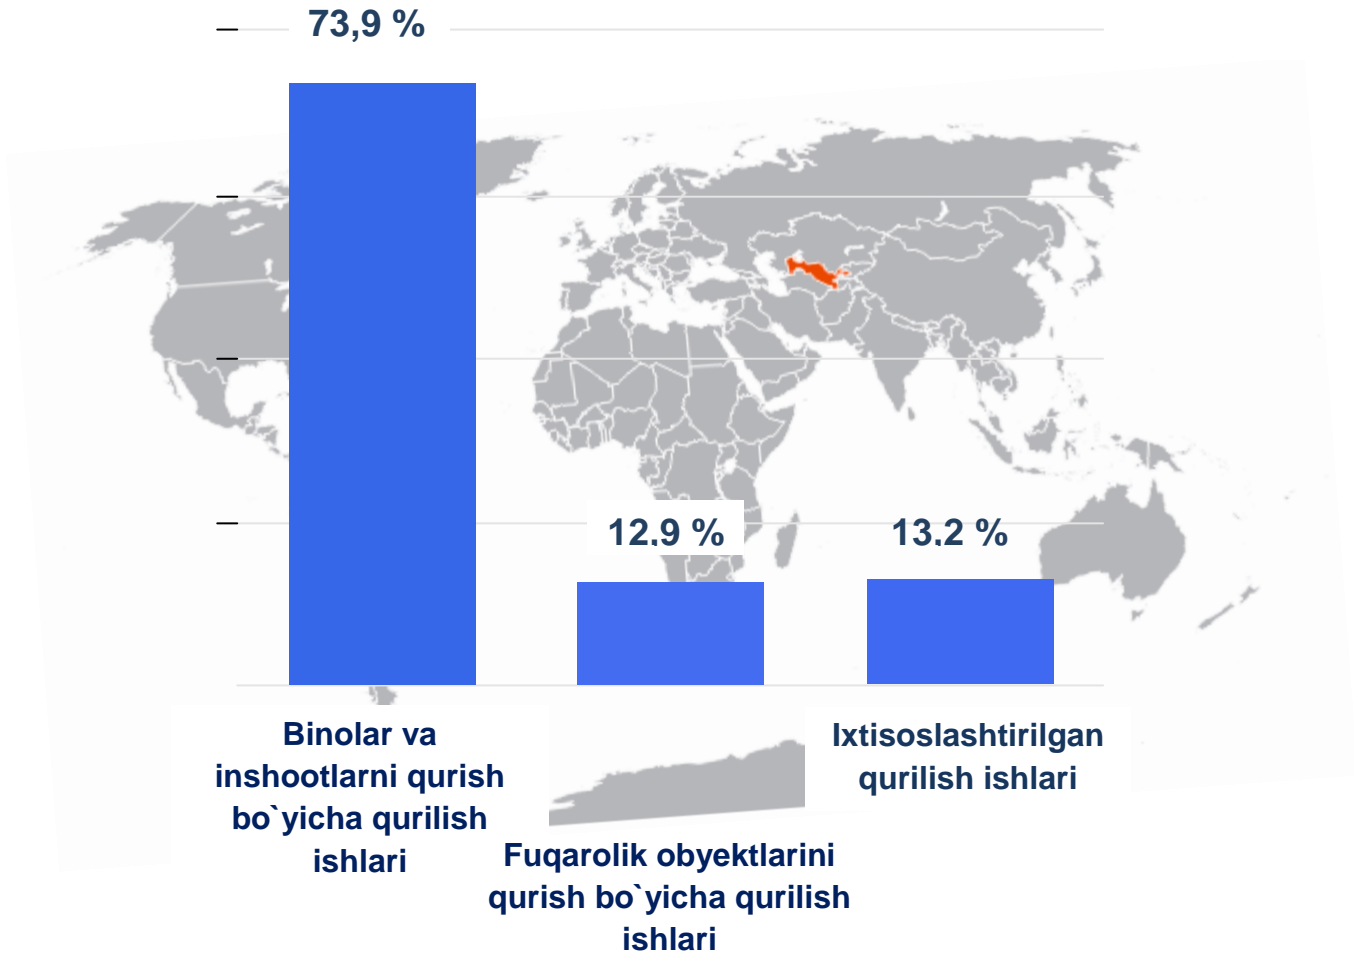 73,9 %
12,9 %
13,2 %
Binolar va
inshootlarni qurish
bo`yicha qurilish
ishlari
Fuqarolik obyektlarini
qurish bo`yicha qurilish
ishlari
Ixtisoslashtirilgan
qurilish ishlari